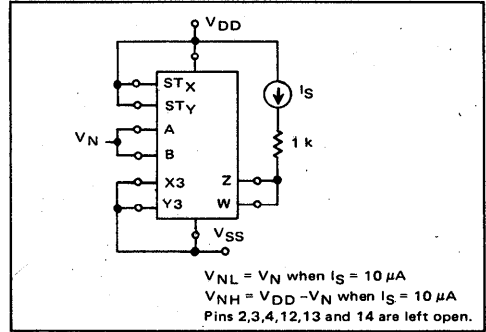 VDD
STX
STY
IS
A
VN
B
1 k
X3
Z
Y3
W
VSS
VNL = VN when IS = 10 μA
VNH = VDD –VN when IS = 10 μA
Pins 2,3,4,12,13 and 14 are left open.